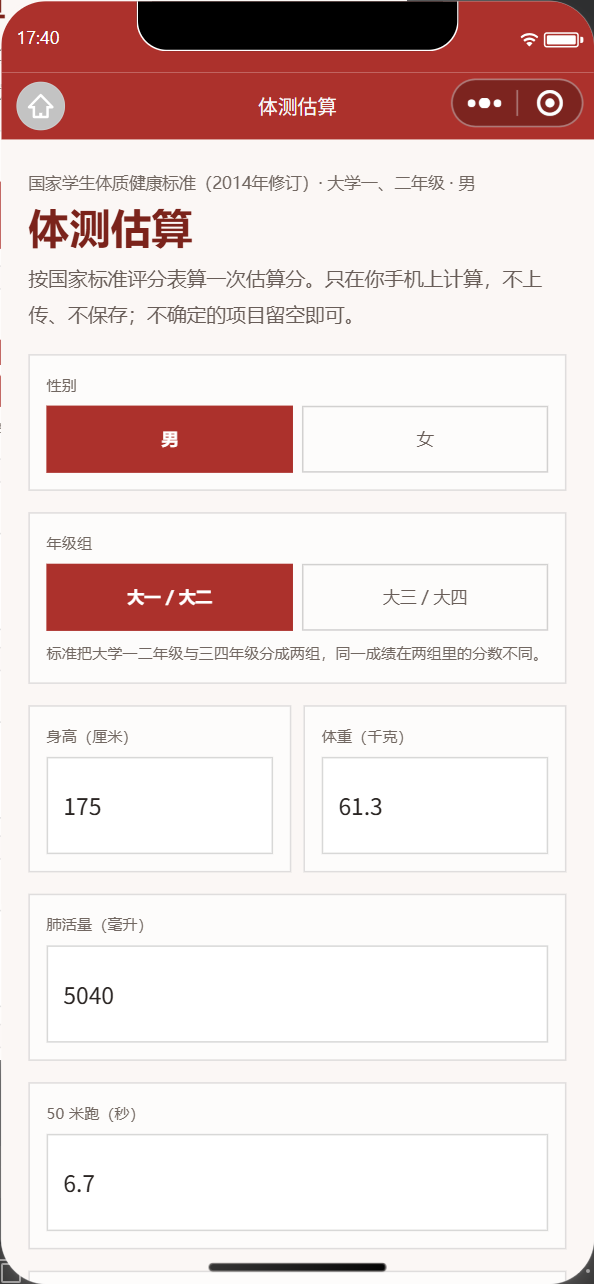 17:40
体测估算
国家学生体质健康标准（2014年修订）· 大学一、二年级 · 男
体测估算
按国家标准评分表算一次估算分。只在你手机上计算，不上
传、不保存；不确定的项目留空即可。
性别
男
女
年级组
大一 / 大二
大三 / 大四
标准把大学一二年级与三四年级分成两组，同一成绩在两组里的分数不同。
身高（厘米）
体重（千克）
175
61.3
肺活量（毫升）
5040
50 米跑（秒）
6.7